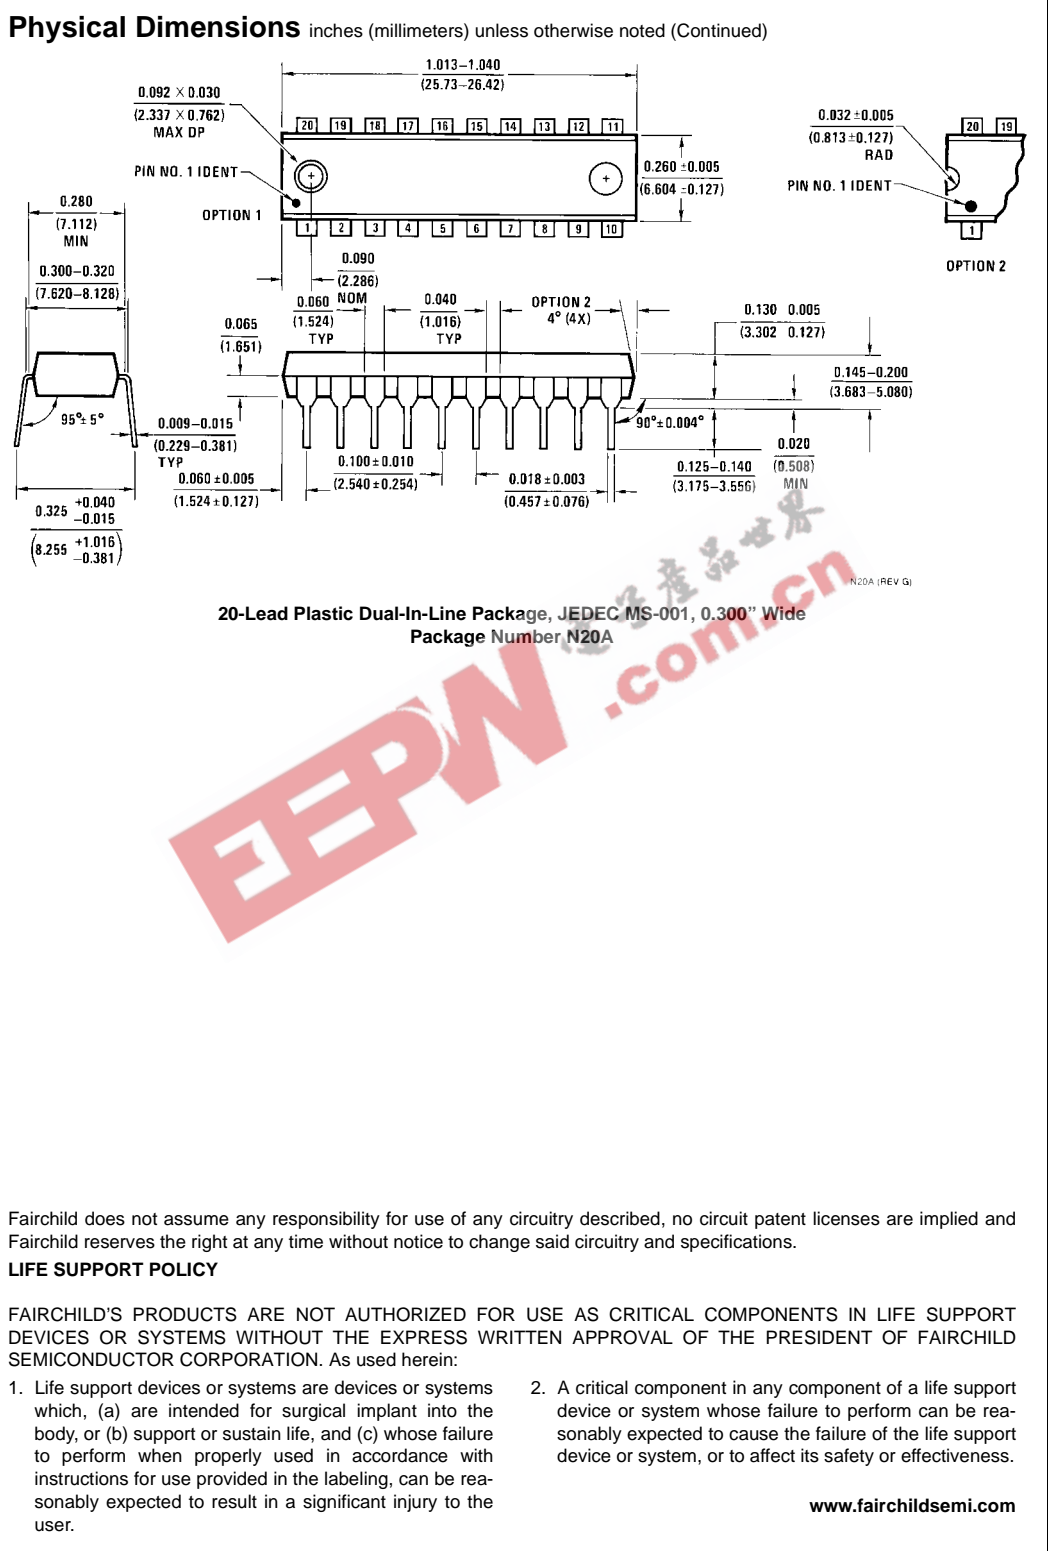 Physical Dimensions inches (millimeters) unless otherwise noted (Continued)
1.013–1.040
(25.73–26.42)
0.092 × 0.030
(2.337 × 0.762)
MAX DP
20 19 18 17 16 15 14 13 12 11
PIN NO. 1 IDENT
OPTION 1
1 2 3 4 5 6 7 8 9 10
0.260 ±0.005
(6.604 ±0.127)
0.032 ±0.005
(0.813 ±0.127)
RAD
20 19
PIN NO. 1 IDENT
1
OPTION 2
0.280
(7.112)
MIN
0.300–0.320
(7.620–8.128)
0.090
(2.286)
NOM
0.060
(1.524)
TYP
0.040
(1.016)
TYP
OPTION 2
4° (4X)
0.130 0.005
(3.302 0.127)
0.065
(1.651)
0.145–0.200
(3.683–5.080)
95°± 5°
0.009–0.015
(0.229–0.381)
TYP
90°±0.004°
0.020
(0.508)
MIN
0.125–0.140
(3.175–3.556)
0.100 ± 0.010
(2.540 ± 0.254)
0.018 ± 0.003
(0.457 ± 0.076)
0.060 ±0.005
(1.524 ±0.127)
0.325 +0.040
–0.015
(8.255 +1.016
–0.381)
N20A (REV G)
20-Lead Plastic Dual-In-Line Package, JEDEC MS-001, 0.300” Wide
Package Number N20A
電子產品世界
EEPW .com.cn
Fairchild does not assume any responsibility for use of any circuitry described, no circuit patent licenses are implied and
Fairchild reserves the right at any time without notice to change said circuitry and specifications.
LIFE SUPPORT POLICY
FAIRCHILD’S PRODUCTS ARE NOT AUTHORIZED FOR USE AS CRITICAL COMPONENTS IN LIFE SUPPORT
DEVICES OR SYSTEMS WITHOUT THE EXPRESS WRITTEN APPROVAL OF THE PRESIDENT OF FAIRCHILD
SEMICONDUCTOR CORPORATION. As used herein:
1. Life support devices or systems are devices or systems
which, (a) are intended for surgical implant into the
body, or (b) support or sustain life, and (c) whose failure
to perform when properly used in accordance with
instructions for use provided in the labeling, can be rea-
sonably expected to result in a significant injury to the
user.
2. A critical component in any component of a life support
device or system whose failure to perform can be rea-
sonably expected to cause the failure of the life support
device or system, or to affect its safety or effectiveness.
www.fairchildsemi.com